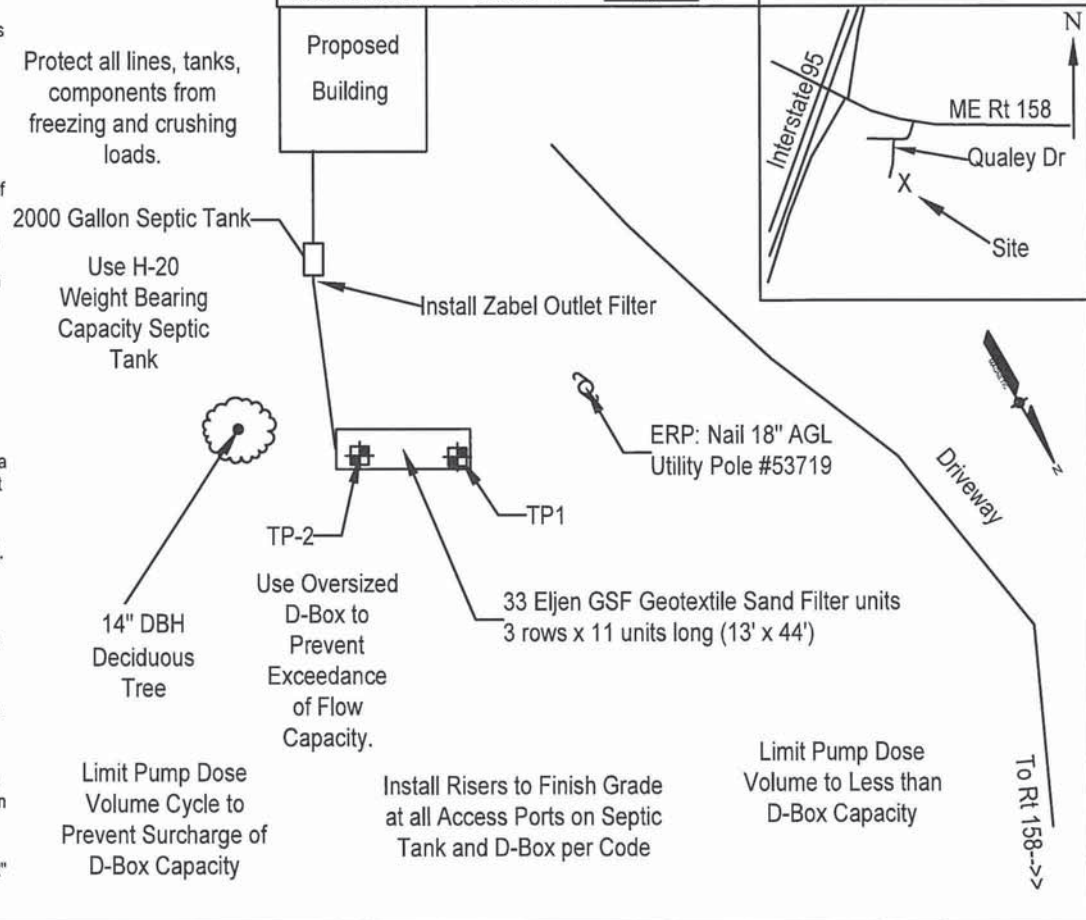 Proposed
Building
Protect all lines, tanks,
components from
freezing and crushing
loads.
N
Interstate 95
ME Rt 158
Qualey Dr
X
Site
2000 Gallon Septic Tank
Use H-20
Weight Bearing
Capacity Septic
Tank
Install Zabel Outlet Filter
ERP: Nail 18" AGL
Utility Pole #53719
Driveway
TP1
TP-2
Use Oversized
D-Box to
Prevent
Exceedance
of Flow
Capacity.
33 Eljen GSF Geotextile Sand Filter units
3 rows x 11 units long (13' x 44')
14" DBH
Deciduous
Tree
Limit Pump Dose
Volume Cycle to
Prevent Surcharge of
D-Box Capacity
Install Risers to Finish Grade
at all Access Ports on Septic
Tank and D-Box per Code
Limit Pump Dose
Volume to Less than
D-Box Capacity
To Rt 158-->>